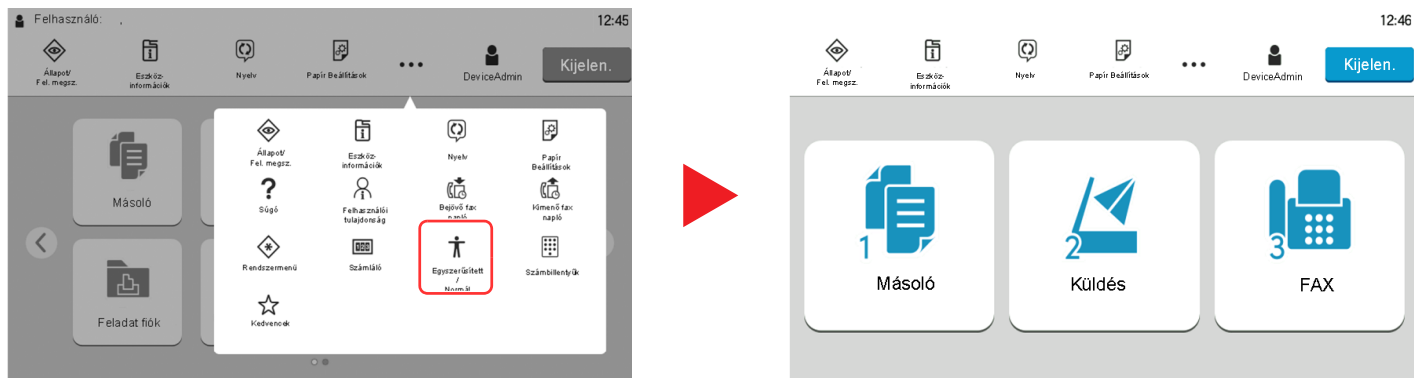 Felhasználó: ,
12:45
Állapot/
Fel. megsz.
Eszköz-
információk
Nyelv
Papír Beállítások
DeviceAdmin
Kijelen.
Másoló
Feladat fiók
Állapot/
Fel. megsz.
Eszköz-
információk
Nyelv
Papír
Beállítások
Súgó
Felhasználói
tulajdonság
Bejövő fax
napló
Kimenő fax
napló
Rendszermenü
Számláló
Egyszerűsített
/
Normál
Számbillentyűk
Kedvencek
12:46
Állapot/
Fel. megsz.
Eszköz-
információk
Nyelv
Papír Beállítások
DeviceAdmin
Kijelen.
1
Másoló
2
Küldés
3
FAX